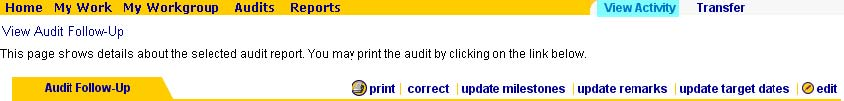 Home My Work My Workgroup Audits Reports View Activity Transfer
View Audit Follow-Up
This page shows details about the selected audit report. You may print the audit by clicking on the link below.
Audit Follow-Up print correct update milestones update remarks update target dates edit